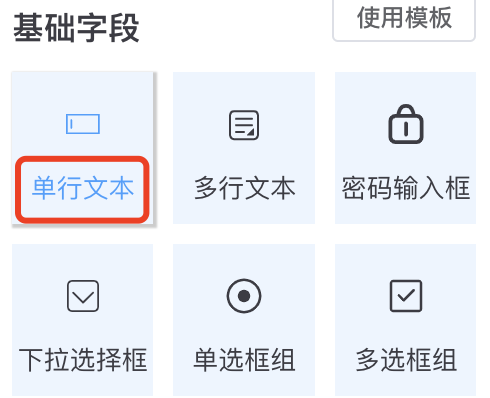 基础字段
使用模板
单行文本
多行文本
密码输入框
下拉选择框
单选框组
多选框组